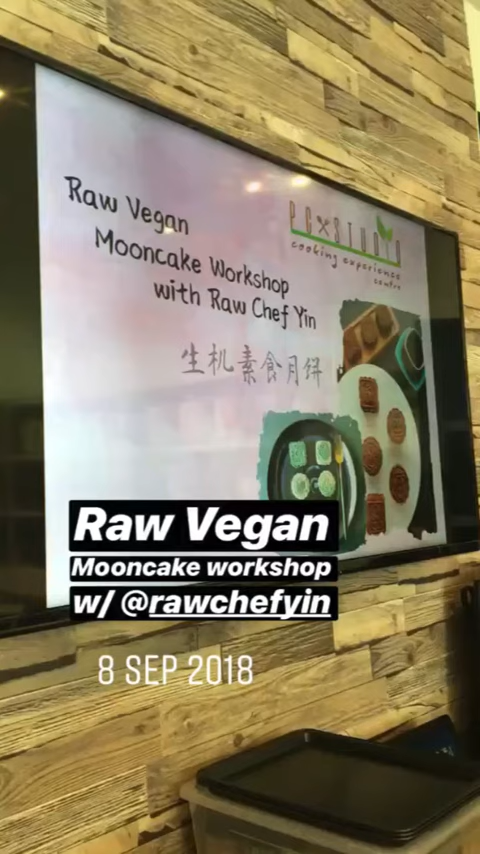 Raw Vegan
Mooncake Workshop
with Raw Chef Yin
生机素食月饼
cooking experience
centre
Raw Vegan
Mooncake workshop
w/ @rawchefyin
8 SEP 2018